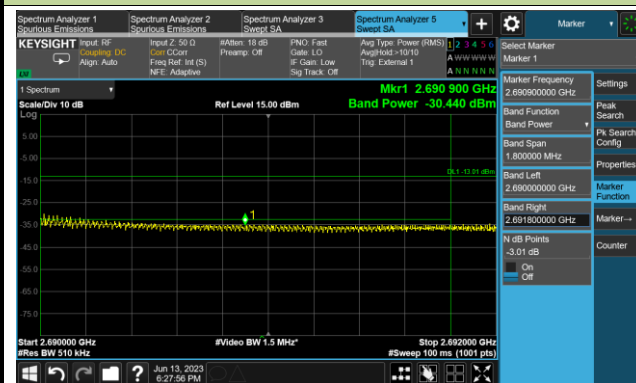 Spectrum Analyzer 1
Spurious Emissions
Spectrum Analyzer 2
Spurious Emissions
Spectrum Analyzer 3
Swept SA
Spectrum Analyzer 5
Swept SA
Marker
KEYSIGHT
Input: RF
Coupling: DC
Align: Auto
Input Z: 50 Ω
Corr CCorr
Freq Ref: Int (S)
NFE: Adaptive
#Atten: 18 dB
Preamp: Off
PNO: Fast
Gate: LO
IF Gain: Low
Sig Track: Off
Avg Type: Power (RMS)
Avg|Hold:>10/10
Trig: External 1
1 2 3 4 5 6
A W W W W W
A N N N N N
Select Marker
Marker 1
1 Spectrum
Scale/Div 10 dB
Log
Ref Level 15.00 dBm
Mkr1 2.690 900 GHz
Band Power -30.440 dBm
5.00
-5.00
-15.0
-25.0
-35.0
-45.0
-55.0
-65.0
-75.0
DL1 -13.01 dBm
1
Start 2.690000 GHz
#Res BW 510 kHz
#Video BW 1.5 MHz*
Stop 2.692000 GHz
#Sweep 100 ms (1001 pts)
Marker Frequency
2.690900000 GHz
Band Function
Band Power
Band Span
1.800000 MHz
Band Left
2.690000000 GHz
Band Right
2.691800000 GHz
N dB Points
-3.01 dB
On
Off
Settings
Peak
Search
Pk Search
Config
Properties
Marker
Function
Marker→
Counter
?
Jun 13, 2023
6:27:56 PM